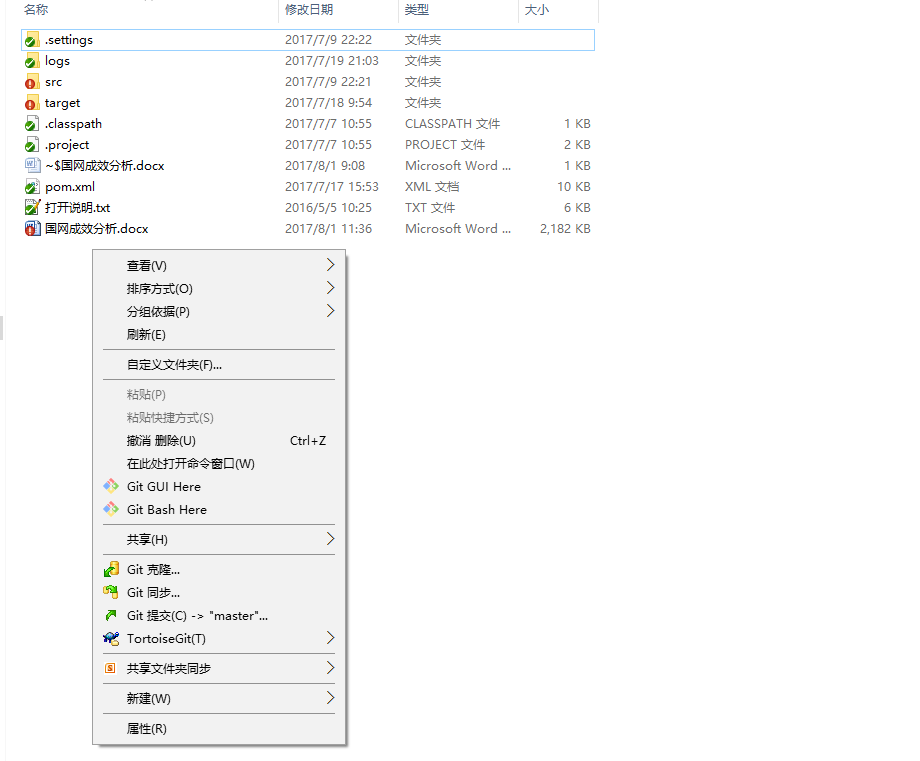 名称 修改日期 类型 大小
.settings 2017/7/9 22:22 文件夹
logs 2017/7/19 21:03 文件夹
src 2017/7/9 22:21 文件夹
target 2017/7/18 9:54 文件夹
.classpath 2017/7/7 10:55 CLASSPATH 文件 1 KB
.project 2017/7/7 10:55 PROJECT 文件 2 KB
~$国网成效分析.docx 2017/8/1 9:08 Microsoft Word ... 1 KB
pom.xml 2017/7/17 15:53 XML 文档 10 KB
打开说明.txt 2016/5/5 10:25 TXT 文件 6 KB
国网成效分析.docx 2017/8/1 11:36 Microsoft Word ... 2,182 KB
查看(V)
排序方式(O)
分组依据(P)
刷新(E)
自定义文件夹(F)...
粘贴(P)
粘贴快捷方式(S)
撤消 删除(U) Ctrl+Z
在此处打开命令窗口(W)
Git GUI Here
Git Bash Here
共享(H)
Git 克隆...
Git 同步...
Git 提交(C) -> "master"...
TortoiseGit(T)
共享文件夹同步
新建(W)
属性(R)